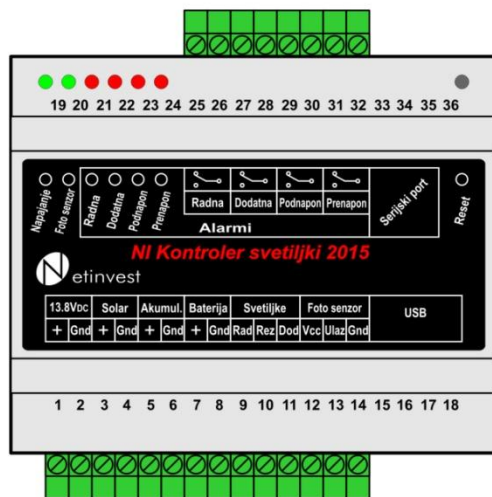 19 20 21 22 23 24 25 26 27 28 29 30 31 32 33 34 35 36
Napajanje Foto senzor Radna Dodatna Podnapon Prenapon
Radna Dodatna Podnapon Prenapon
Alarmi
Serijski port
Reset
NI Kontroler svetiljki 2015
Netinvest
13.8VDC Solar Akumul. Baterija Svetiljke Foto senzor USB
+ Gnd + Gnd + Gnd + Gnd Rad Rez Dod Vcc Ulaz Gnd
1 2 3 4 5 6 7 8 9 10 11 12 13 14 15 16 17 18